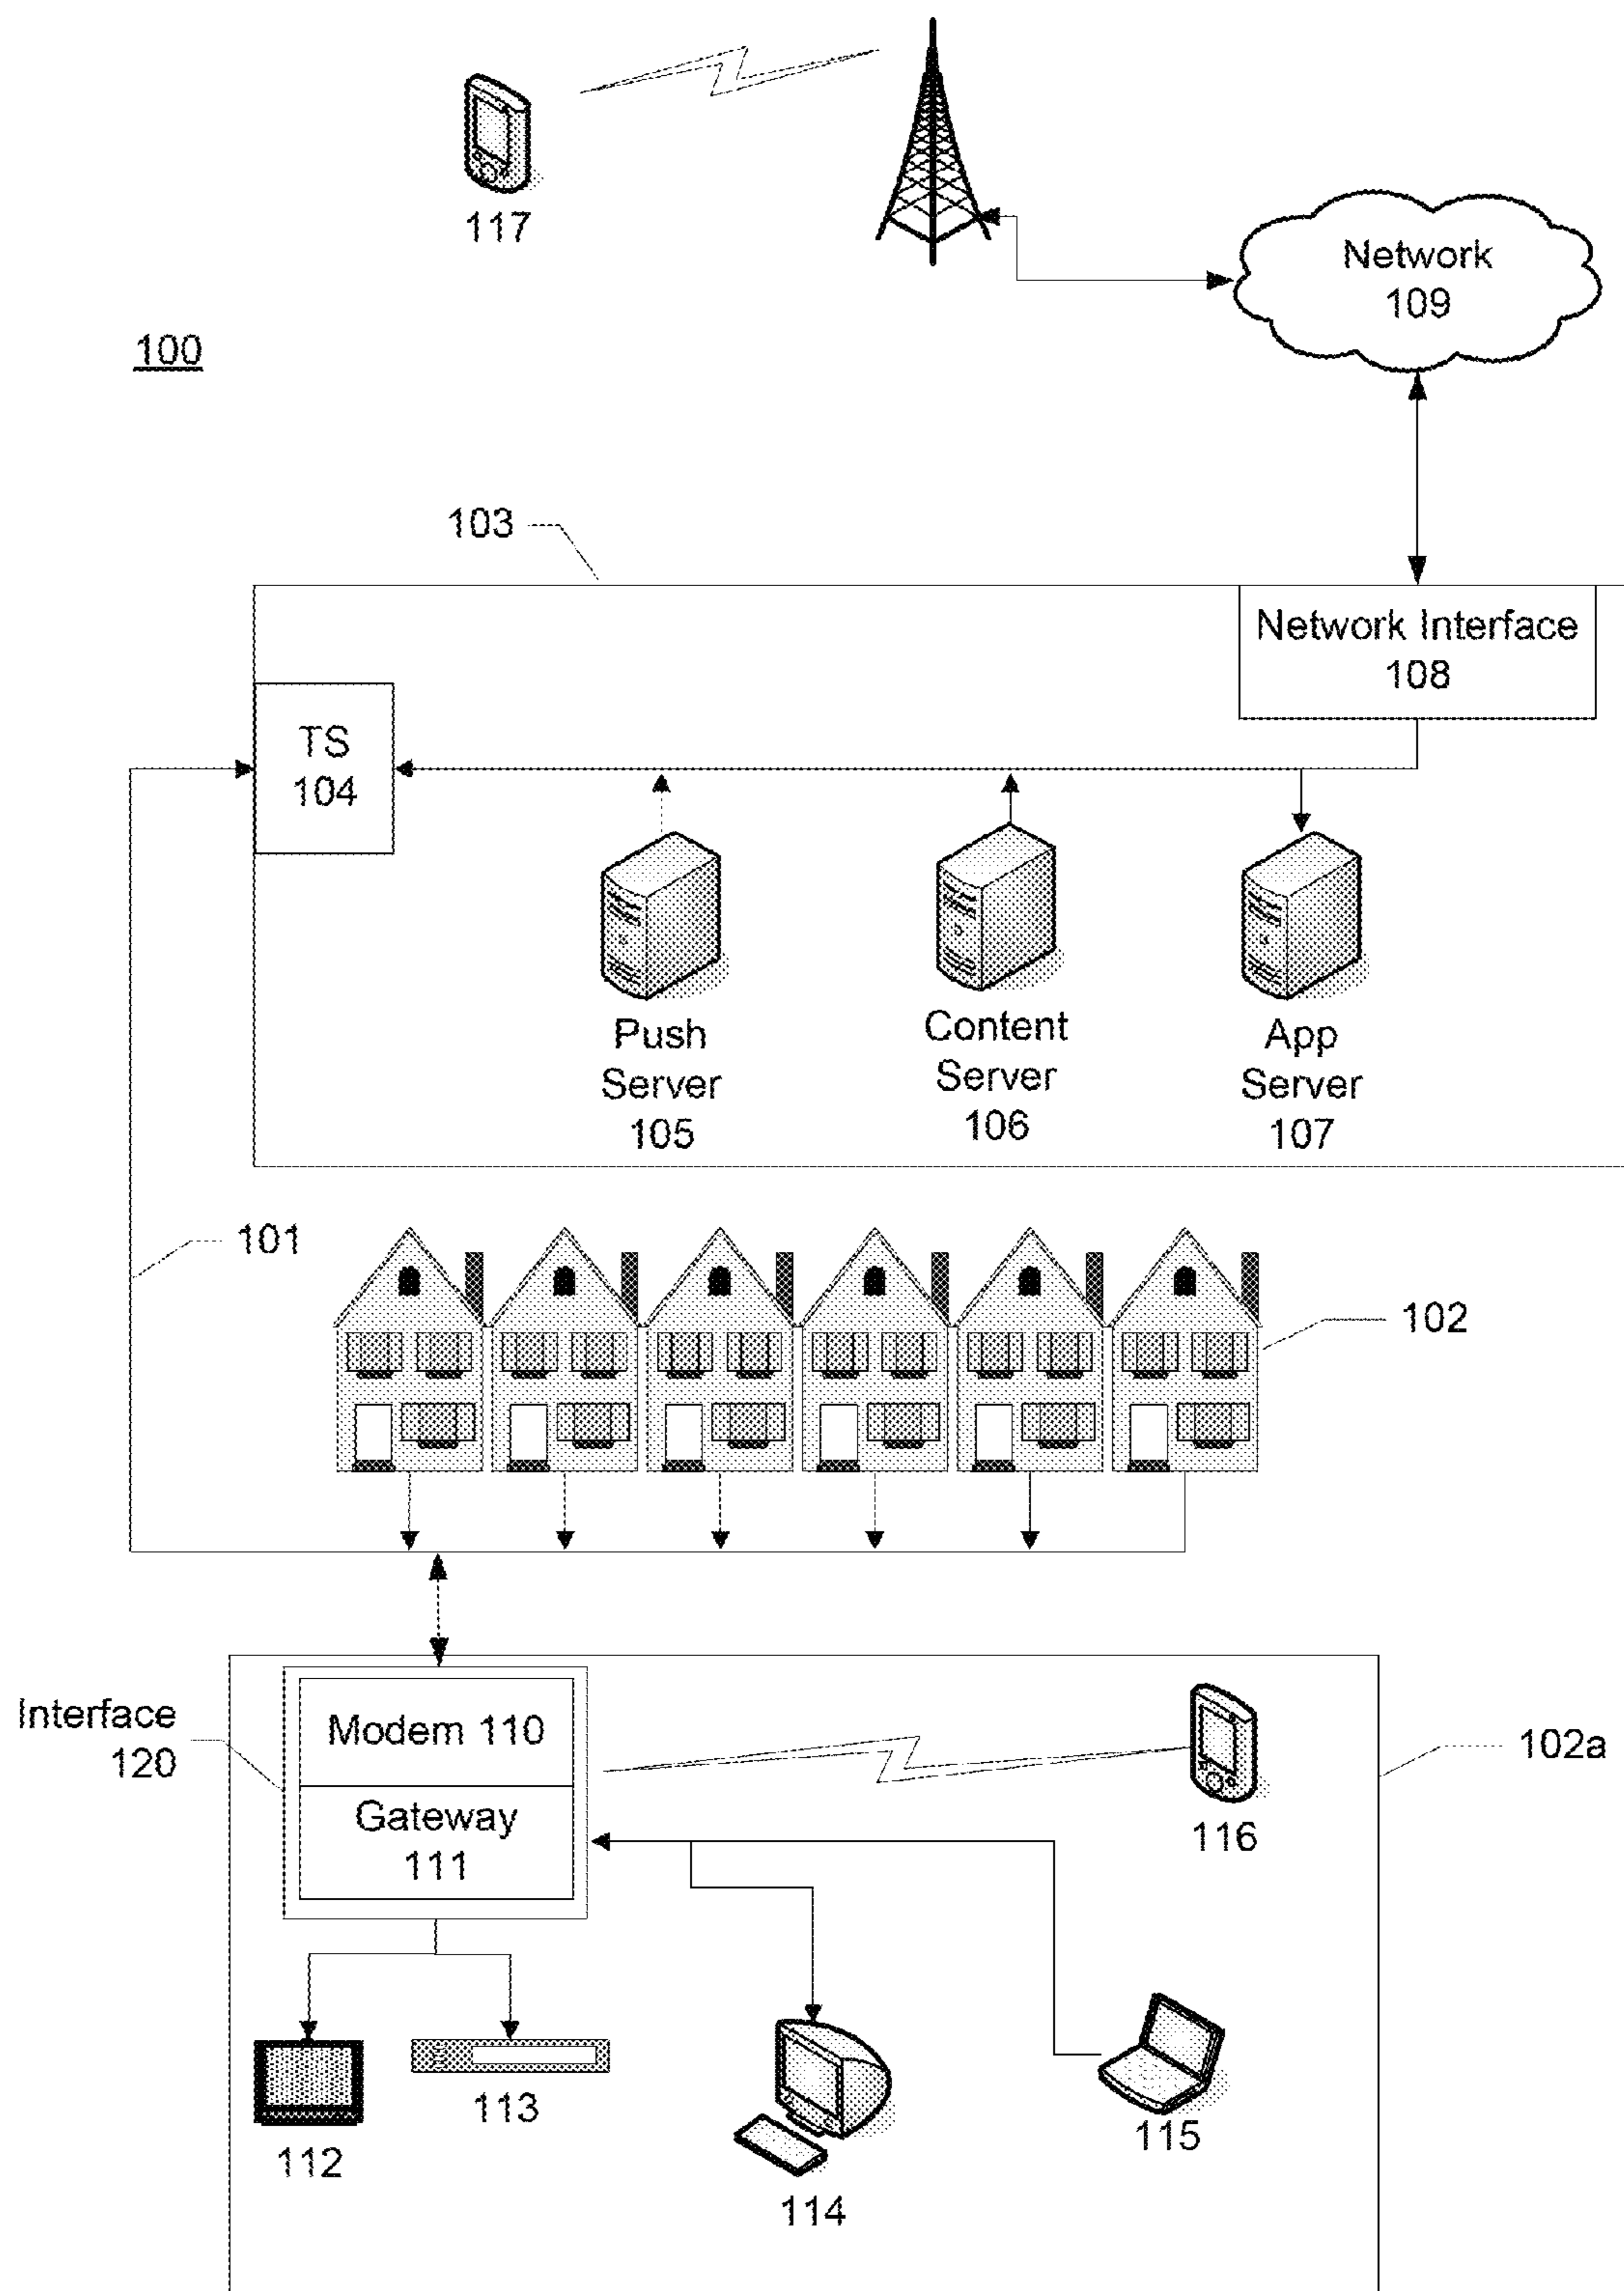 117
Network
109
100
103
Network Interface
108
TS
104
Push
Server
105
Content
Server
106
App
Server
107
101
102
Interface
120
Modem 110
Gateway
111
116
102a
112
113
114
115